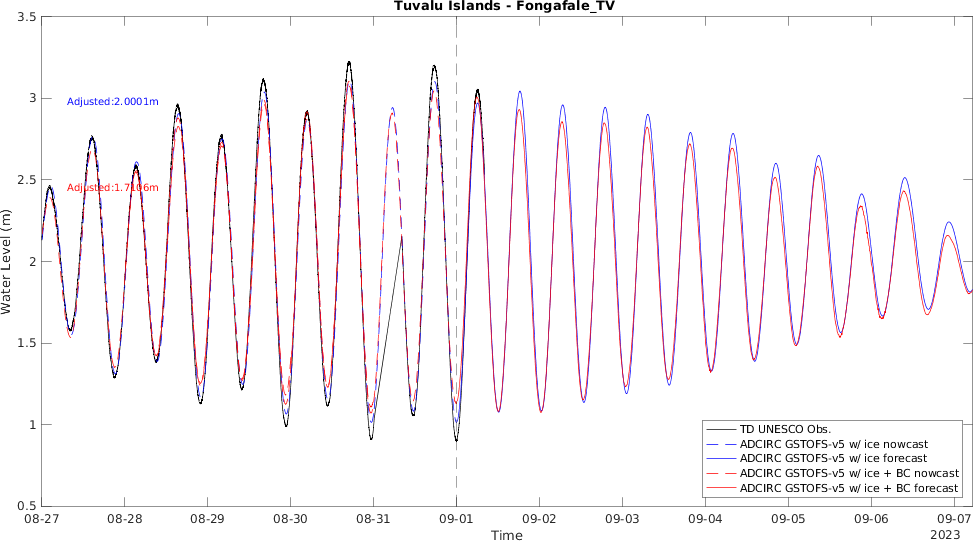 Tuvalu Islands - Fongafale_TV
3.5
3
2.5
2
1.5
1
0.5
Water Level (m)
Adjusted:2.0001m
Adjusted:1.7106m
TD UNESCO Obs.
ADCIRC GSTOFS-v5 w/ ice nowcast
ADCIRC GSTOFS-v5 w/ ice forecast
ADCIRC GSTOFS-v5 w/ ice + BC nowcast
ADCIRC GSTOFS-v5 w/ ice + BC forecast
08-27 08-28 08-29 08-30 08-31 09-01 09-02 09-03 09-04 09-05 09-06 09-07
Time
2023